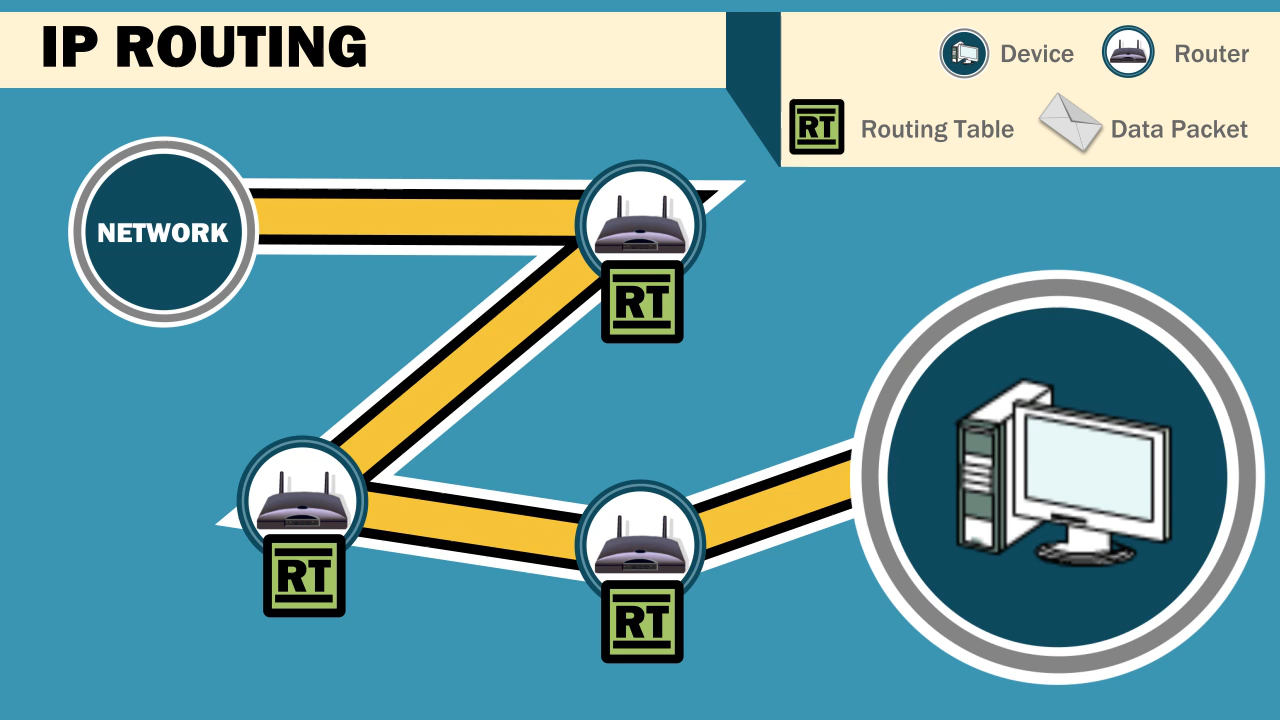 IP ROUTING
Device
Router
RT
Routing Table
Data Packet
NETWORK
RT
RT
RT